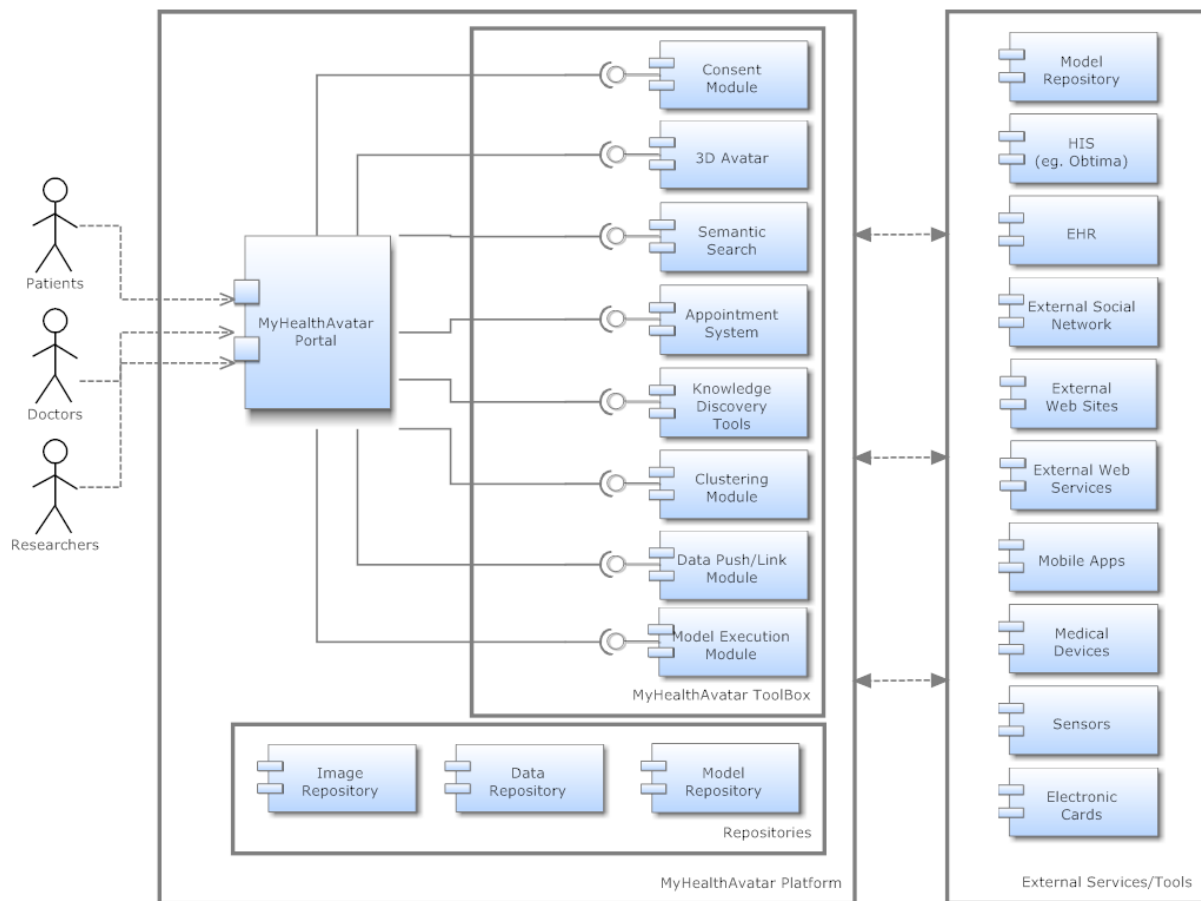 Patients
Doctors
Researchers
MyHealthAvatar
Portal
Consent
Module
3D Avatar
Semantic
Search
Appointment
System
Knowledge
Discovery
Tools
Clustering
Module
Data Push/Link
Module
Model Execution
Module
MyHealthAvatar ToolBox
Image
Repository
Data
Repository
Model
Repository
Repositories
MyHealthAvatar Platform
Model
Repository
HIS
(eg. Obtima)
EHR
External Social
Network
External
Web Sites
External Web
Services
Mobile Apps
Medical
Devices
Sensors
Electronic
Cards
External Services/Tools